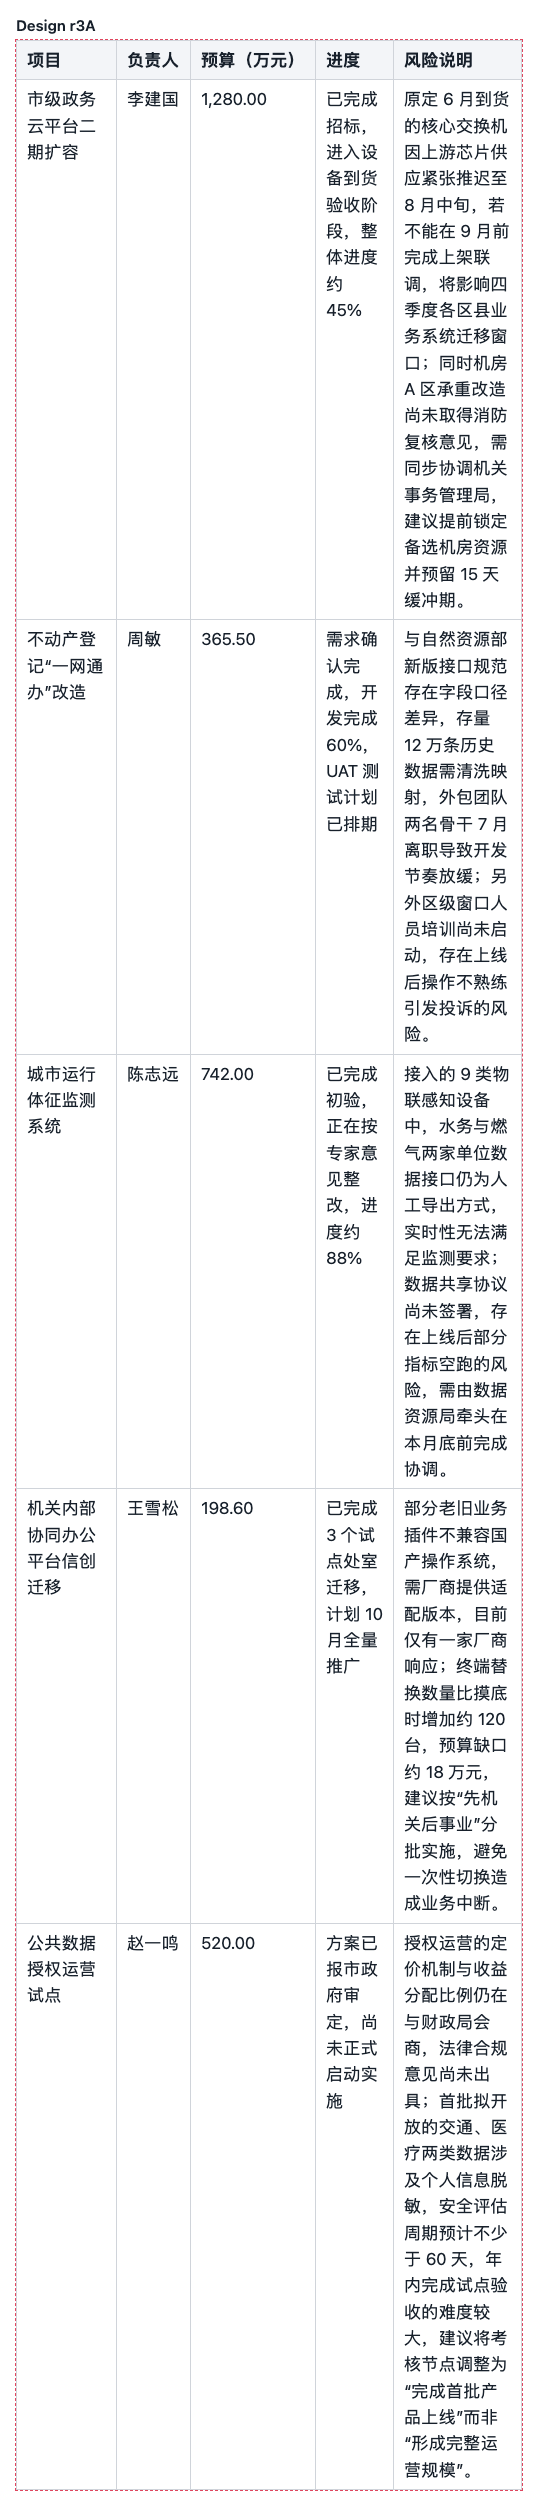 Design r3A
项目 负责人 预算（万元） 进度 风险说明
市级政务
云平台二
期扩容
李建国
1,280.00
已完成
招标，
进入设
备到货
验收阶
段，整
体进度
约
45%
原定 6 月到货
的核心交换机
因上游芯片供
应紧张推迟至
8 月中旬，若
不能在 9 月前
完成上架联
调，将影响四
季度各区县业
务系统迁移窗
口；同时机房
A 区承重改造
尚未取得消防
复核意见，需
同步协调机关
事务管理局，
建议提前锁定
备选机房资源
并预留 15 天
缓冲期。
不动产登
记“一网通
办”改造
周敏
365.50
需求确
认完
成，开
发完成
60%，
UAT 测
试计划
已排期
与自然资源部
新版接口规范
存在字段口径
差异，存量
12 万条历史
数据需清洗映
射，外包团队
两名骨干 7 月
离职导致开发
节奏放缓；另
外区级窗口人
员培训尚未启
动，存在上线
后操作不熟练
引发投诉的风
险。
城市运行
体征监测
系统
陈志远
742.00
已完成
初验，
正在按
专家意
见整
改，进
度约
88%
接入的 9 类物
联感知设备
中，水务与燃
气两家单位数
据接口仍为人
工导出方式，
实时性无法满
足监测要求；
数据共享协议
尚未签署，存
在上线后部分
指标空跑的风
险，需由数据
资源局牵头在
本月底前完成
协调。
机关内部
协同办公
平台信创
迁移
王雪松
198.60
已完成
3 个试
点处室
迁移，
计划 10
月全量
推广
部分老旧业务
插件不兼容国
产操作系统，
需厂商提供适
配版本，目前
仅有一家厂商
响应；终端替
换数量比摸底
时增加约 120
台，预算缺口
约 18 万元，
建议按“先机
关后事业”分
批实施，避免
一次性切换造
成业务中断。
公共数据
授权运营
试点
赵一鸣
520.00
方案已
报市政
府审
定，尚
未正式
启动实
施
授权运营的定
价机制与收益
分配比例仍在
与财政局会
商，法律合规
意见尚未出
具；首批拟开
放的交通、医
疗两类数据涉
及个人信息脱
敏，安全评估
周期预计不少
于 60 天，年
内完成试点验
收的难度较
大，建议将考
核节点调整为
“完成首批产
品上线”而非
“形成完整运
营规模”。